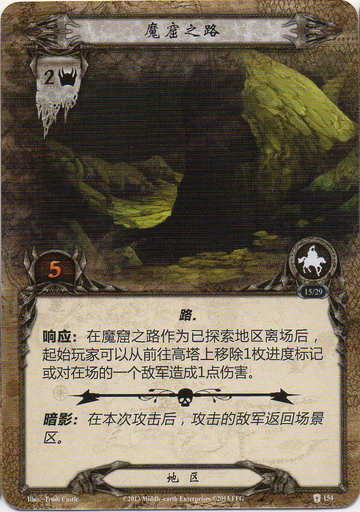 魔窟之路
2
5
15/29
路.
响应：在魔窟之路作为已探索地区离场后，
起始玩家可以从前往高塔上移除1枚进度标记
或对在场的一个敌军造成1点伤害。
暗影：在本次攻击后，攻击的敌军返回场景
区。
地区
Illus. Trudi Castle
©2013 Middle-earth Enterprises ©2013 FFG
154